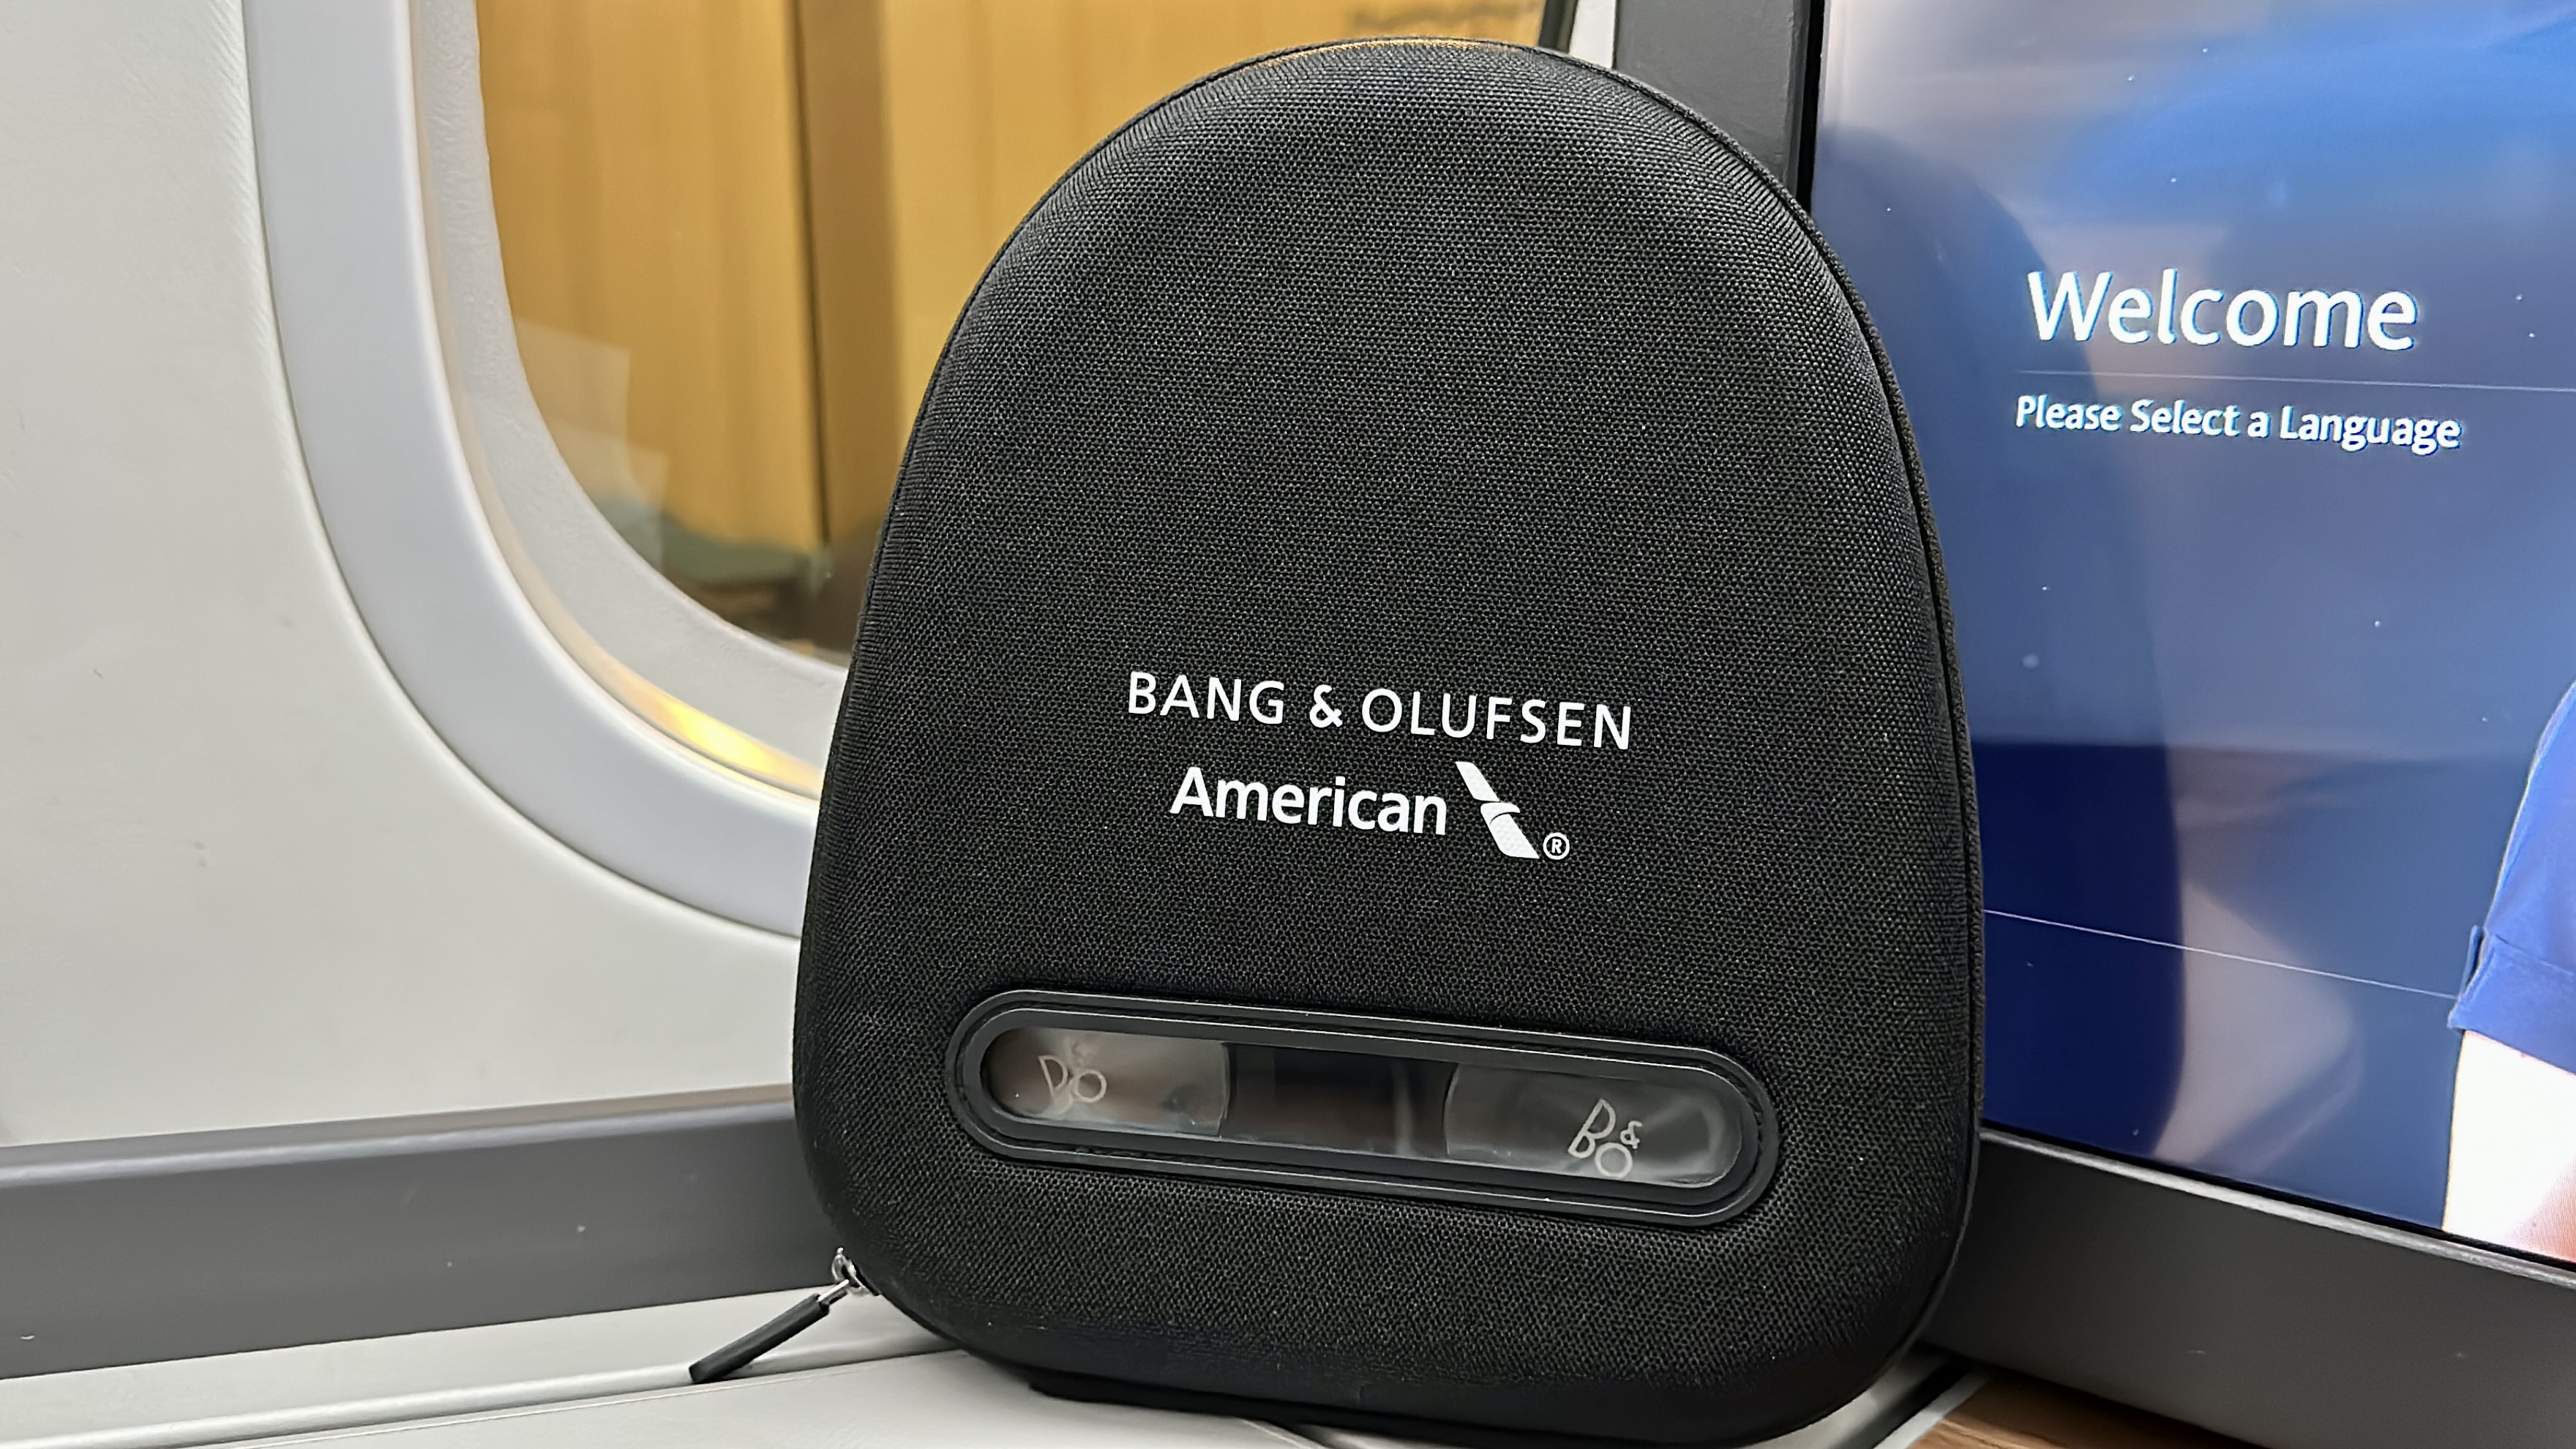 BANG & OLUFSEN
American ®
B&O
B&O
Welcome
Please Select a Language